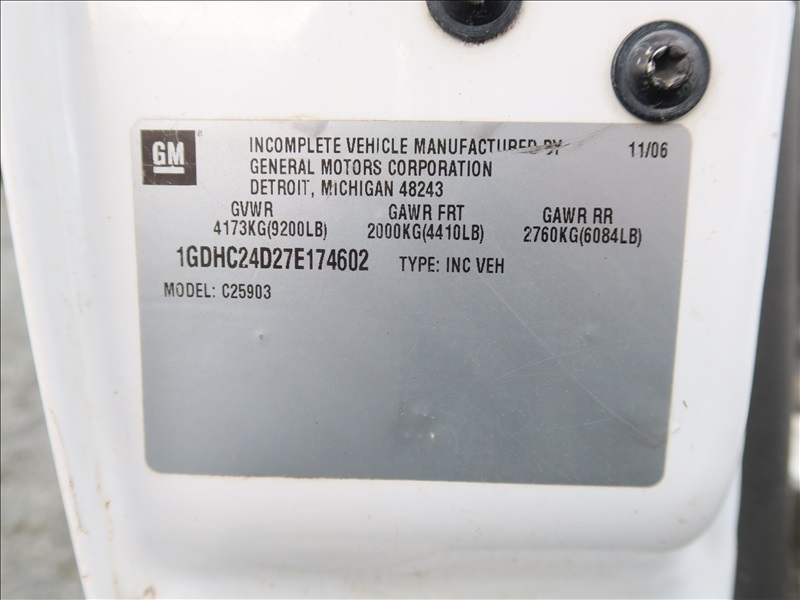 GM
INCOMPLETE VEHICLE MANUFACTURED BY 11/06
GENERAL MOTORS CORPORATION
DETROIT, MICHIGAN 48243
GVWR GAWR FRT GAWR RR
4173KG(9200LB) 2000KG(4410LB) 2760KG(6084LB)
1GDHC24D27E174602 TYPE: INC VEH
MODEL: C25903